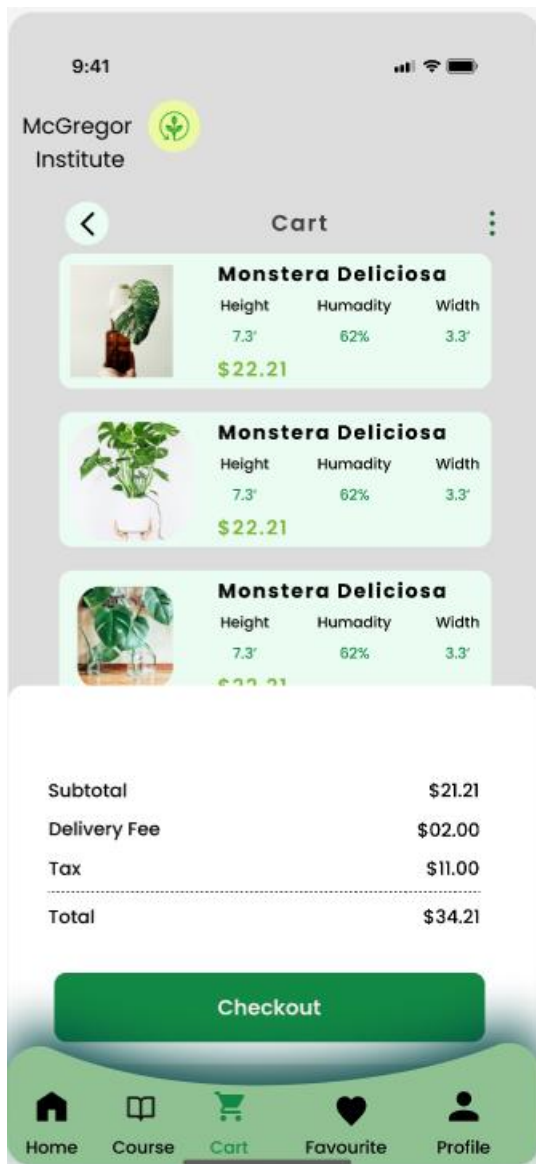 9:41
McGregor
Institute
Cart
Monstera Deliciosa
Height Humadity Width
7.3' 62% 3.3'
$22.21
Monstera Deliciosa
Height Humadity Width
7.3' 62% 3.3'
$22.21
Monstera Deliciosa
Height Humadity Width
7.3' 62% 3.3'
$22.21
Subtotal $21.21
Delivery Fee $02.00
Tax $11.00
Total $34.21
Checkout
Home Course Cart Favourite Profile